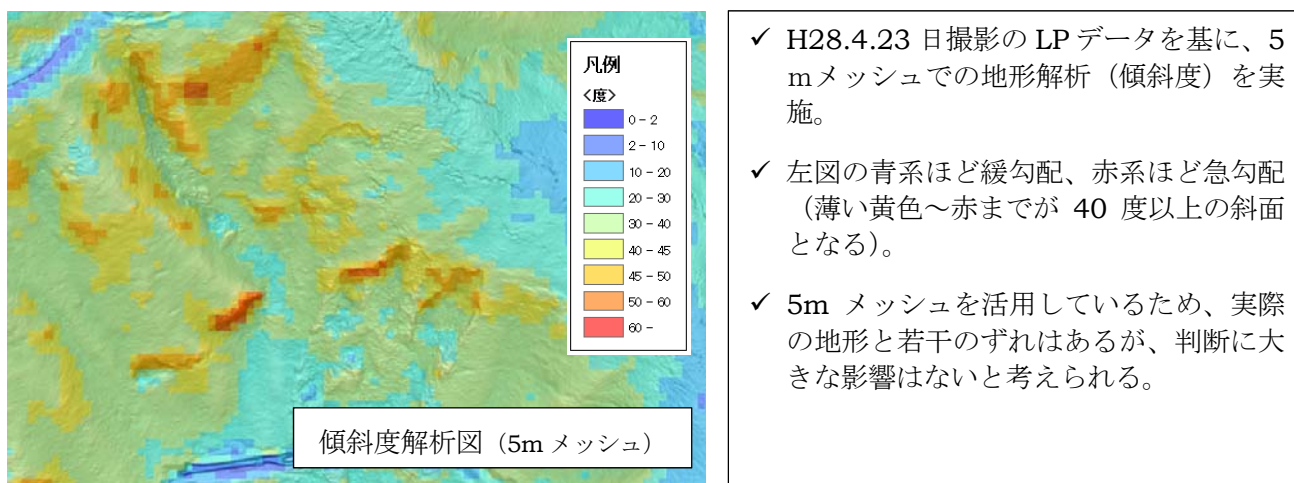 凡例
<度>
0 - 2
2 - 10
10 - 20
20 - 30
30 - 40
40 - 45
45 - 50
50 - 60
60 -
傾斜度解析図（5m メッシュ）
✓ H28.4.23 日撮影の LP データを基に、5
ｍメッシュでの地形解析（傾斜度）を実
施。
✓ 左図の青系ほど緩勾配、赤系ほど急勾配
（薄い黄色～赤までが 40 度以上の斜面
となる）。
✓ 5m メッシュを活用しているため、実際
の地形と若干のずれはあるが、判断に大
きな影響はないと考えられる。